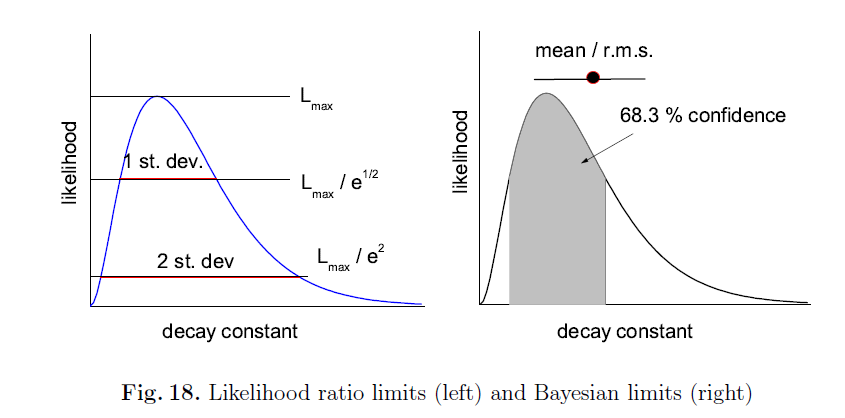 likelihood
L_max
1 st. dev.
L_max / e^1/2
2 st. dev
L_max / e^2
decay constant
mean / r.m.s.
68.3 % confidence
likelihood
decay constant
Fig. 18. Likelihood ratio limits (left) and Bayesian limits (right)